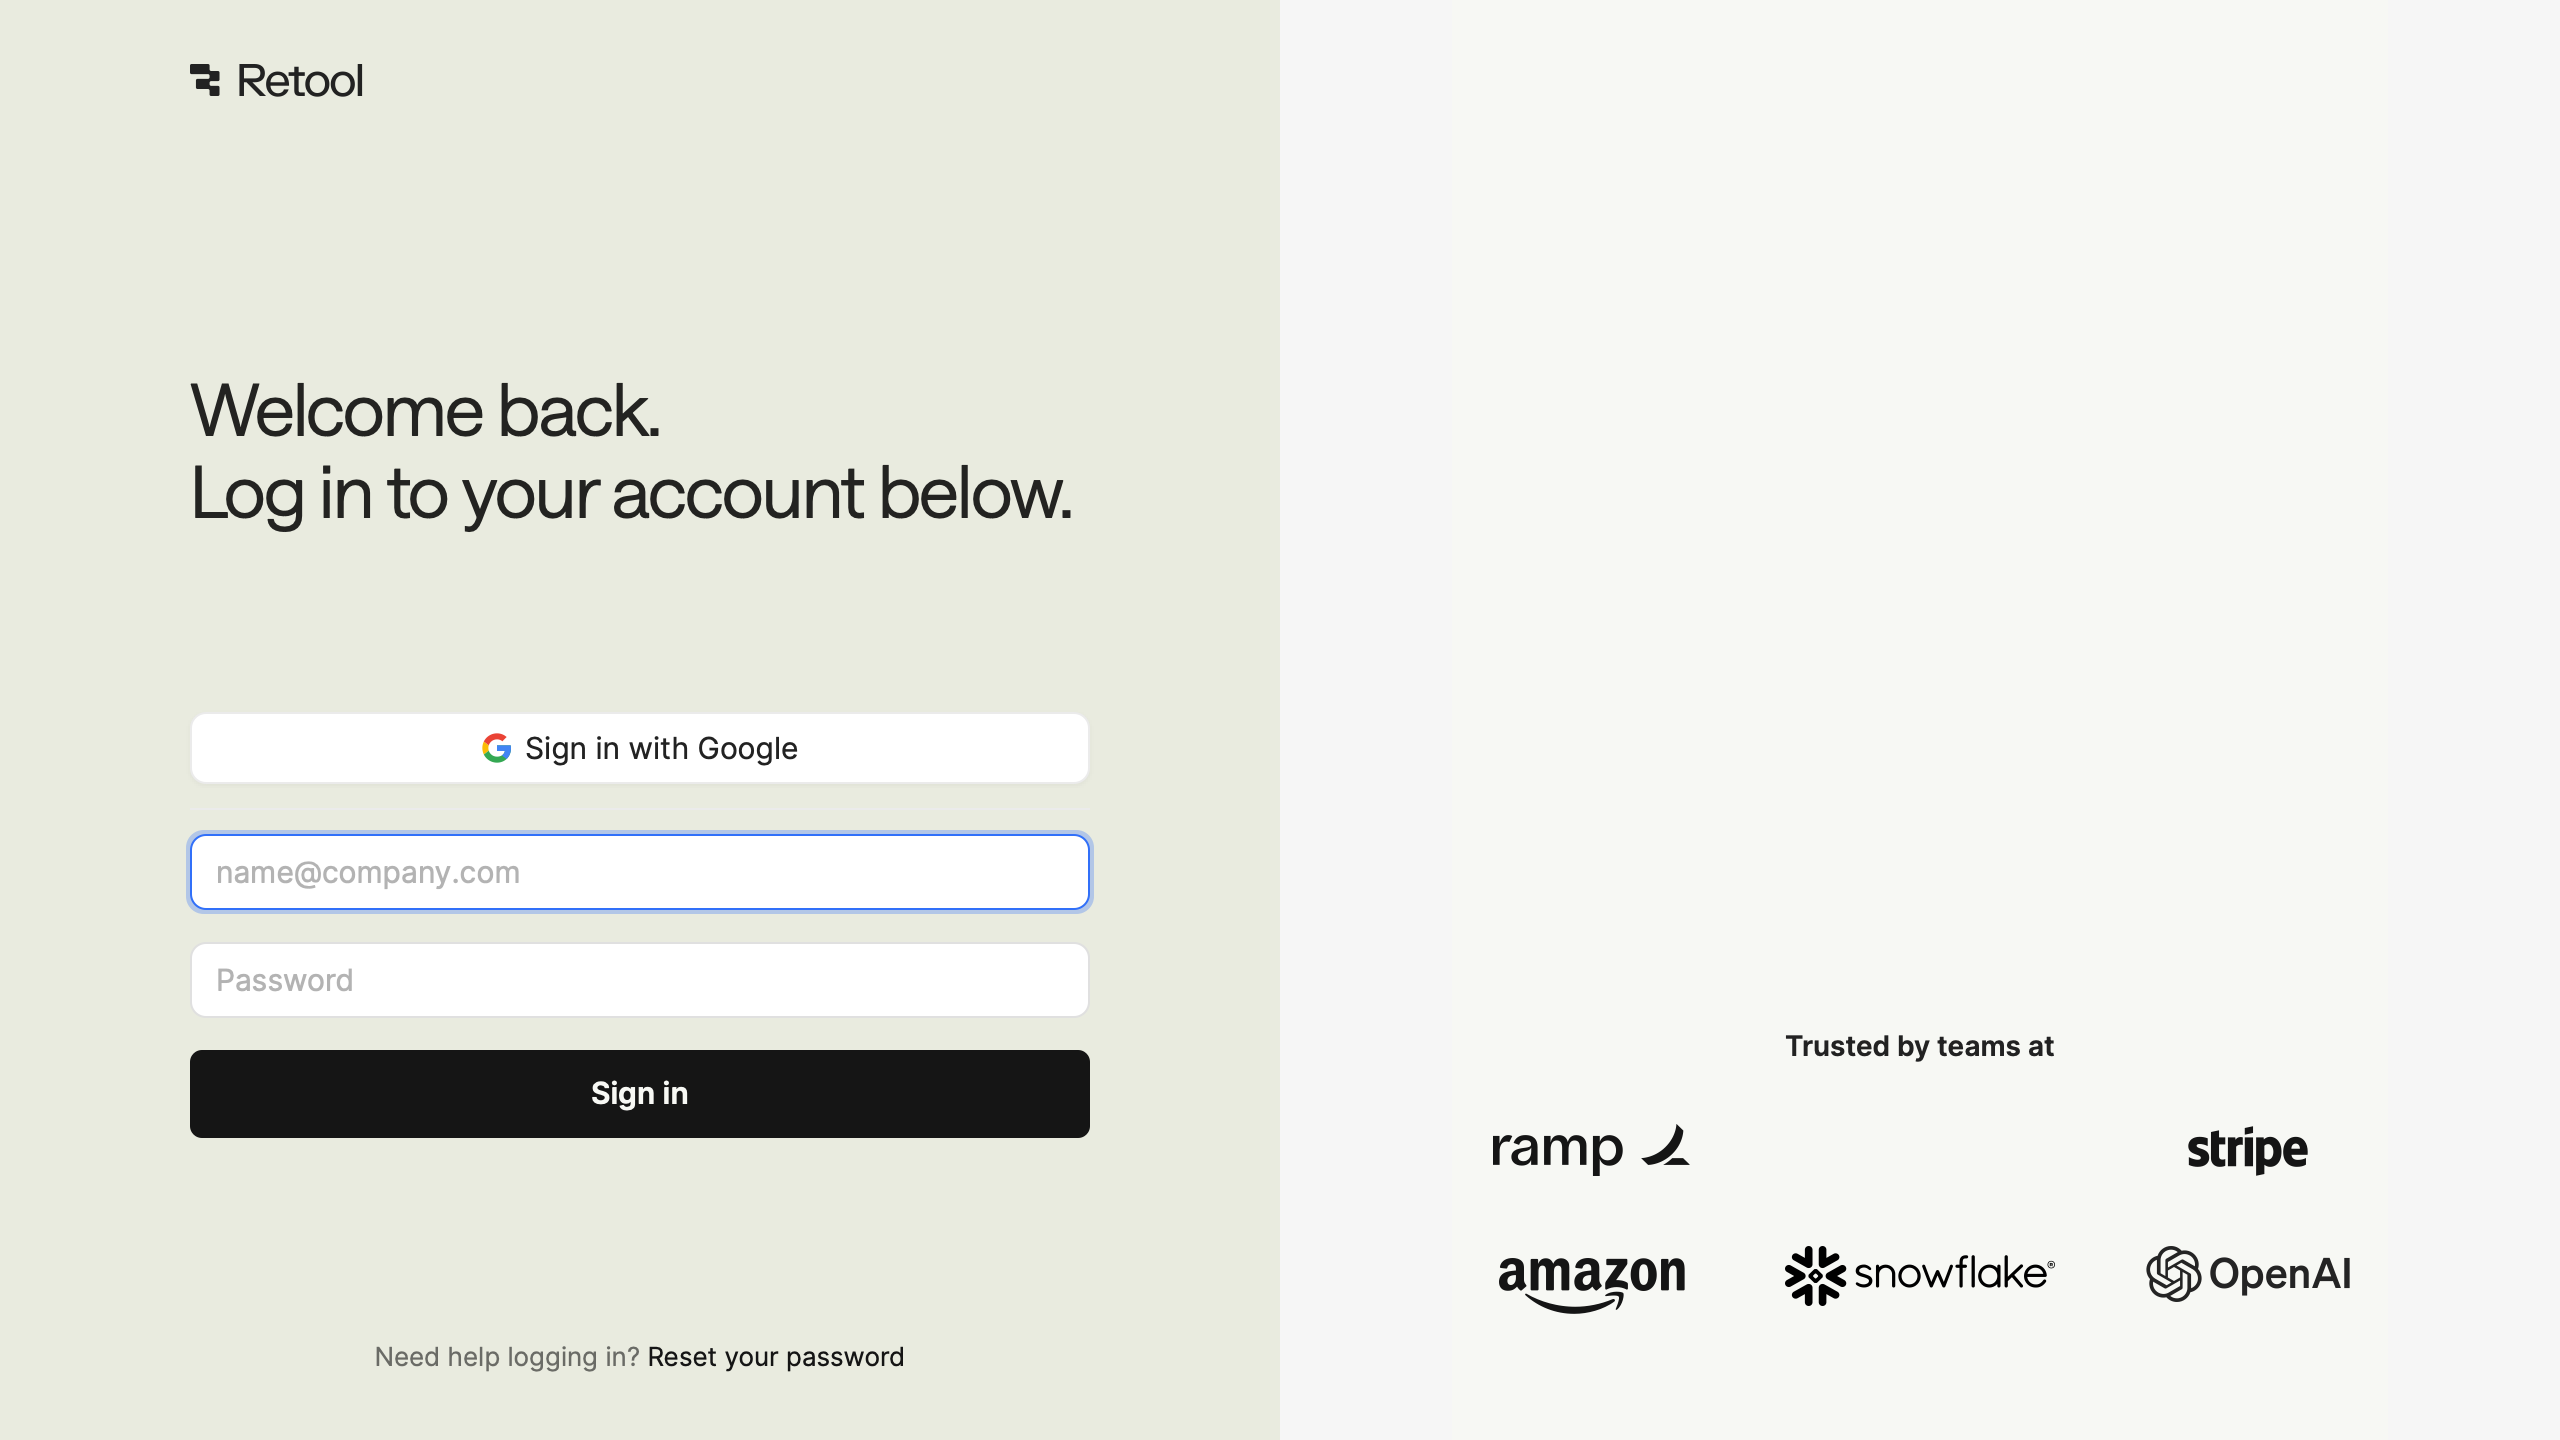 Retool
Welcome back.
Log in to your account below.
Sign in with Google
name@company.com
Password
Sign in
Need help logging in? Reset your password
Trusted by teams at
ramp
stripe
amazon
snowflake®
OpenAI